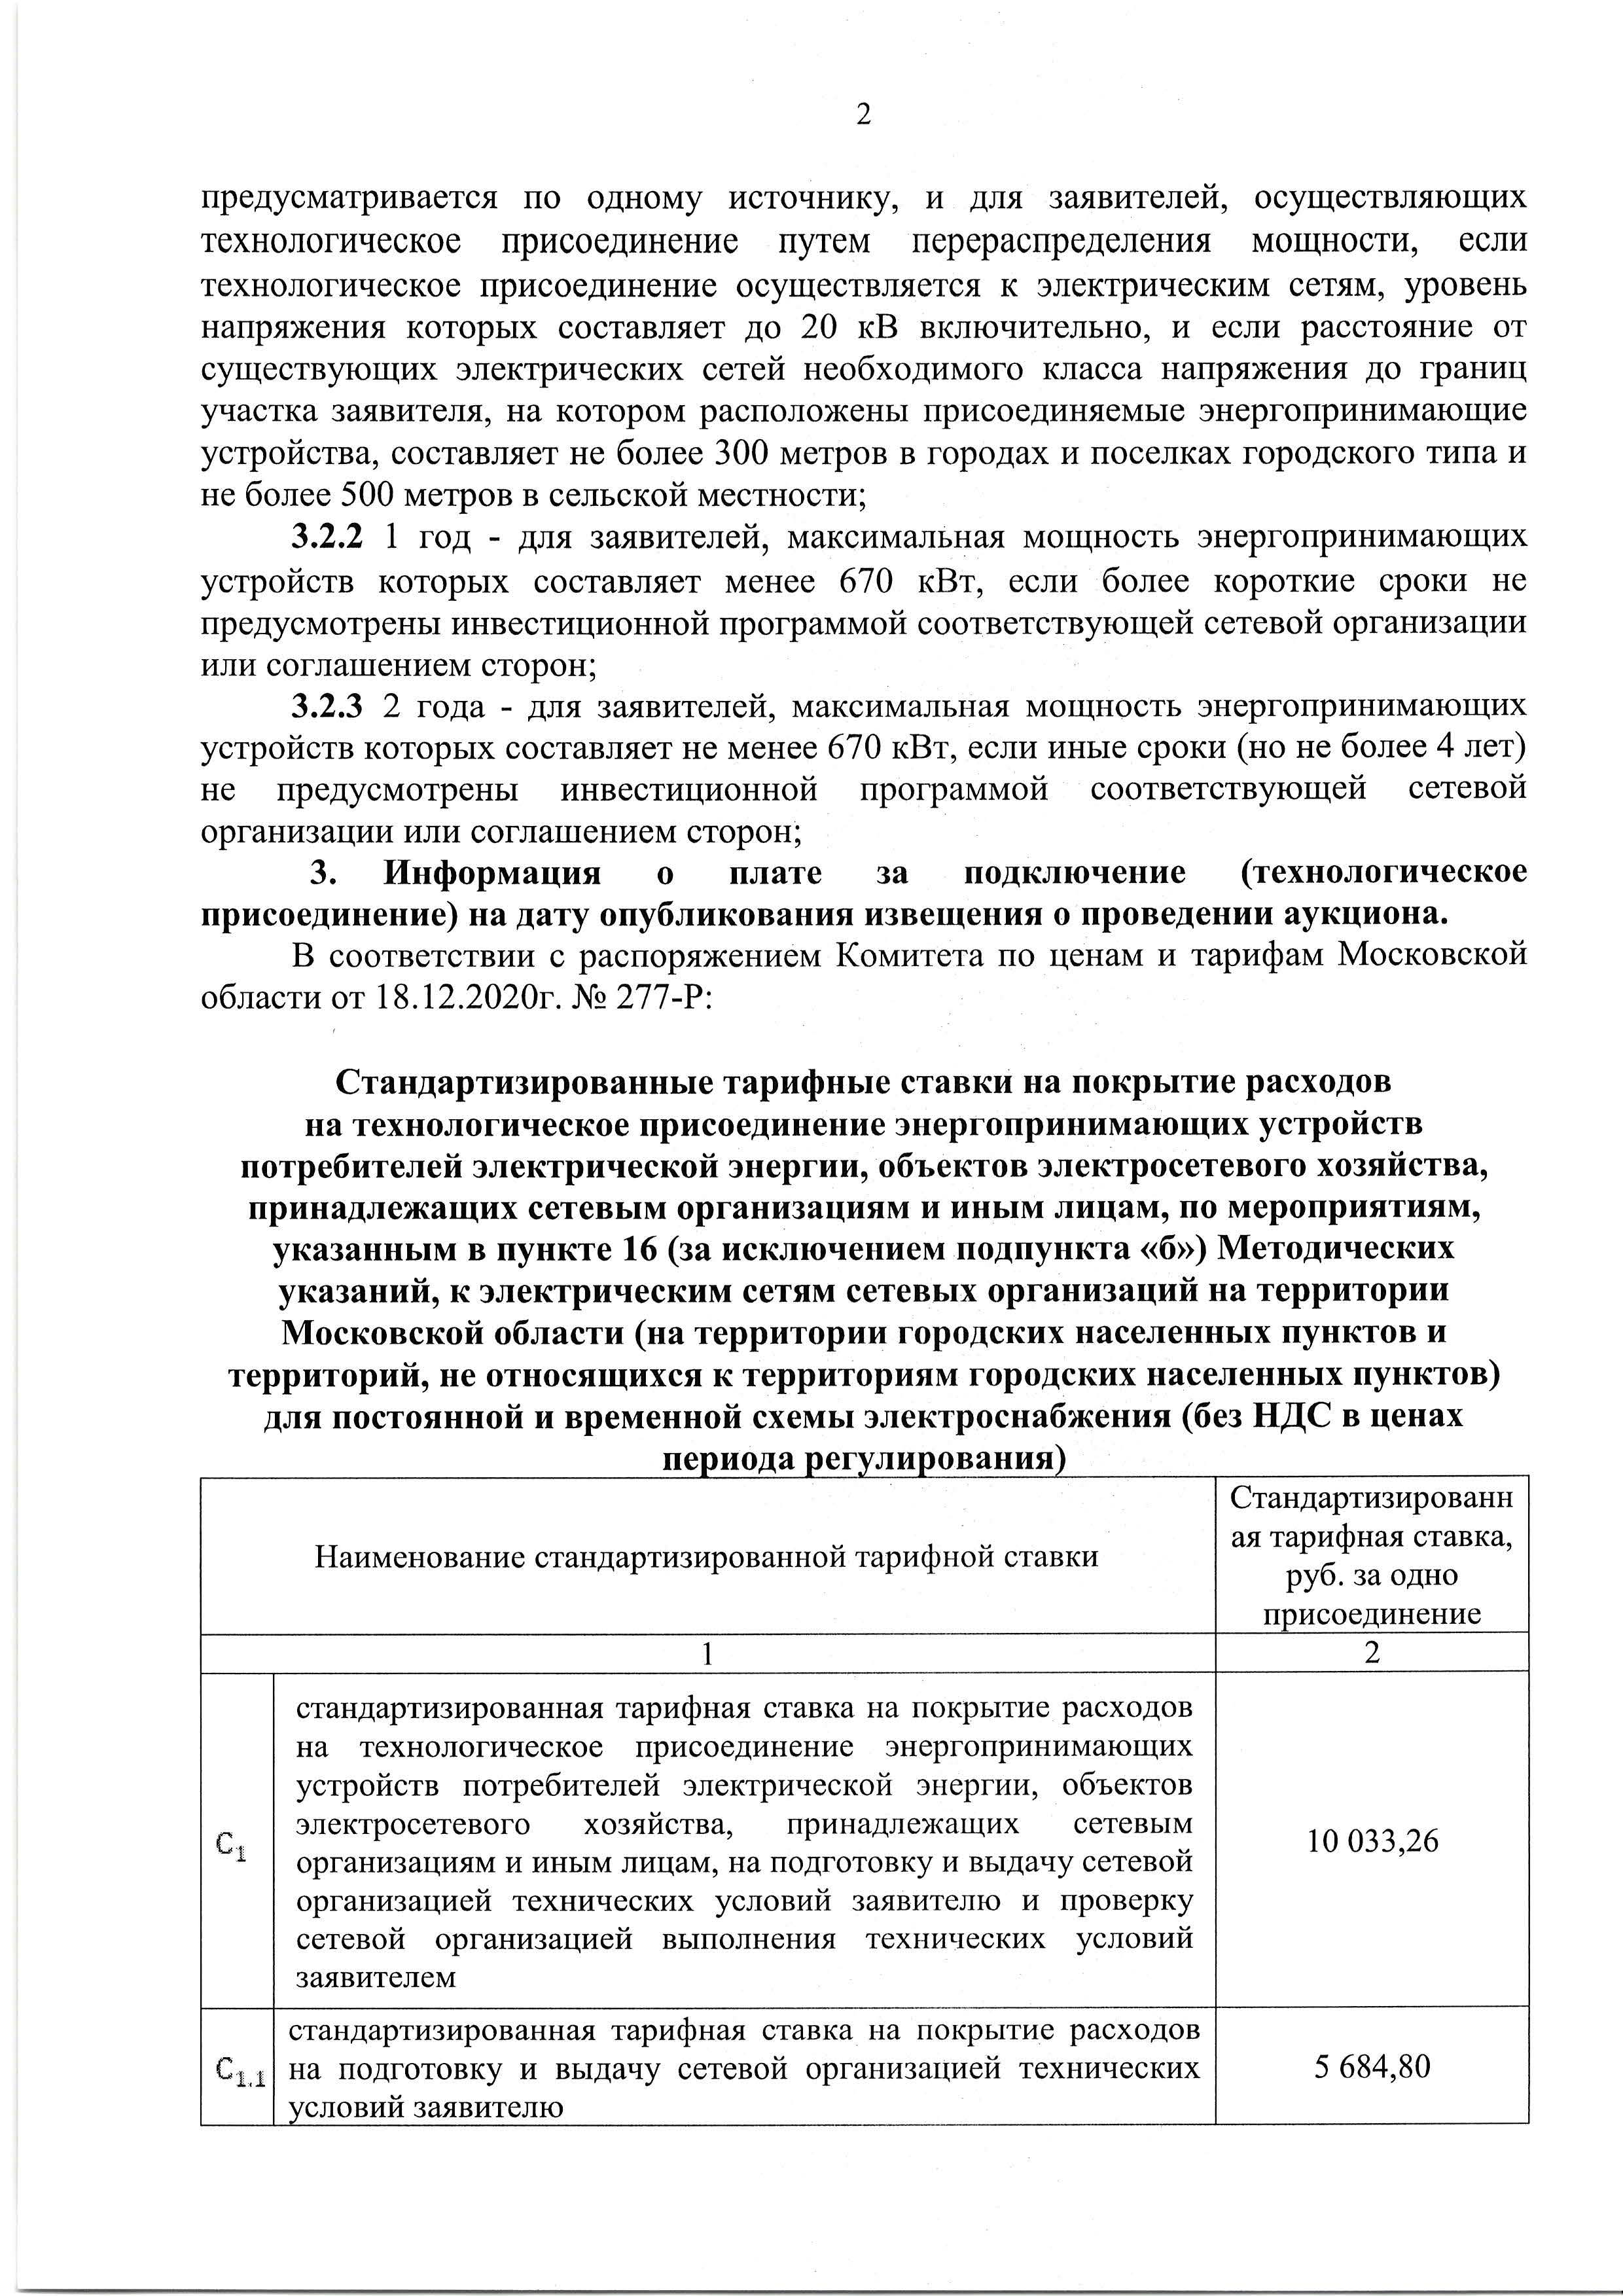 2
предусматривается по одному источнику, и для заявителей, осуществляющих
технологическое присоединение путем перераспределения мощности, если
технологическое присоединение осуществляется к электрическим сетям, уровень
напряжения которых составляет до 20 кВ включительно, и если расстояние от
существующих электрических сетей необходимого класса напряжения до границ
участка заявителя, на котором расположены присоединяемые энергопринимающие
устройства, составляет не более 300 метров в городах и поселках городского типа и
не более 500 метров в сельской местности;
3.2.2 1 год - для заявителей, максимальная мощность энергопринимающих
устройств которых составляет менее 670 кВт, если более короткие сроки не
предусмотрены инвестиционной программой соответствующей сетевой организации
или соглашением сторон;
3.2.3 2 года - для заявителей, максимальная мощность энергопринимающих
устройств которых составляет не менее 670 кВт, если иные сроки (но не более 4 лет)
не предусмотрены инвестиционной программой соответствующей сетевой
организации или соглашением сторон;
3. Информация о плате за подключение (технологическое
присоединение) на дату опубликования извещения о проведении аукциона.
В соответствии с распоряжением Комитета по ценам и тарифам Московской
области от 18.12.2020г. № 277-Р:
Стандартизированные тарифные ставки на покрытие расходов
на технологическое присоединение энергопринимающих устройств
потребителей электрической энергии, объектов электросетевого хозяйства,
принадлежащих сетевым организациям и иным лицам, по мероприятиям,
указанным в пункте 16 (за исключением подпункта «б») Методических
указаний, к электрическим сетям сетевых организаций на территории
Московской области (на территории городских населенных пунктов и
территорий, не относящихся к территориям городских населенных пунктов)
для постоянной и временной схемы электроснабжения (без НДС в ценах
периода регулирования)
Наименование стандартизированной тарифной ставки
Стандартизированн
ая тарифная ставка,
руб. за одно
присоединение
1
2
С1
стандартизированная тарифная ставка на покрытие расходов
на технологическое присоединение энергопринимающих
устройств потребителей электрической энергии, объектов
электросетевого хозяйства, принадлежащих сетевым
организациям и иным лицам, на подготовку и выдачу сетевой
организацией технических условий заявителю и проверку
сетевой организацией выполнения технических условий
заявителем
10 033,26
С1.1
стандартизированная тарифная ставка на покрытие расходов
на подготовку и выдачу сетевой организацией технических
условий заявителю
5 684,80